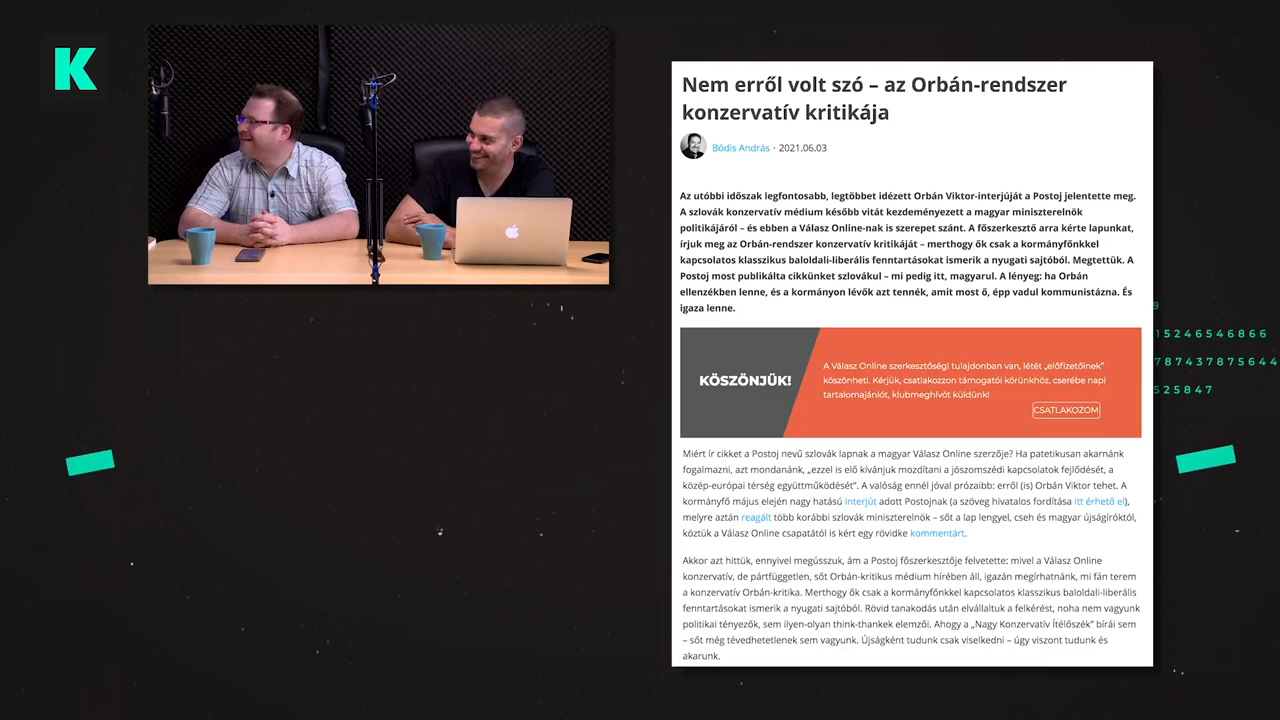 K
Nem erről volt szó – az Orbán-rendszer
konzervatív kritikája
Bódis András · 2021.06.03
Az utóbbi időszak legfontosabb, legtöbbet idézett Orbán Viktor-interjúját a Postoj jelentette meg.
A szlovák konzervatív médium később vitát kezdeményezett a magyar miniszterelnök
politikájáról – és ebben a Válasz Online-nak is szerepet szánt. A főszerkesztő arra kérte lapunkat,
írjuk meg az Orbán-rendszer konzervatív kritikáját – merthogy ők csak a kormányfőnkkel
kapcsolatos klasszikus baloldali-liberális fenntartásokat ismerik a nyugati sajtóból. Megtettük. A
Postoj most publikálta cikkünket szlovákul – mi pedig itt, magyarul. A lényeg: ha Orbán
ellenzékben lenne, és a kormányon lévők azt tennék, amit most ő, épp vadul kommunistázna. És
igaza lenne.
KÖSZÖNJÜK!
A Válasz Online szerkesztőségi tulajdonban van, létét „előfizetőinek”
köszönheti. Kérjük, csatlakozzon támogatói körünkhöz, cserébe napi
tartalomajánlót, klubmeghívót küldünk!
CSATLAKOZOM
Miért ír cikket a Postoj nevű szlovák lapnak a magyar Válasz Online szerzője? Ha patetikusan akarnánk
fogalmazni, azt mondanánk, „ezzel is elő kívánjuk mozdítani a jószomszédi kapcsolatok fejlődését, a
közép-európai térség együttműködését”. A valóság ennél jóval prózaibb: erről (is) Orbán Viktor tehet. A
kormányfő május elején nagy hatású interjút adott Postojnak (a szöveg hivatalos fordítása itt érhető el),
melyre aztán reagált több korábbi szlovák miniszterelnök – sőt a lap lengyel, cseh és magyar újságíróktól,
köztük a Válasz Online csapatától is kért egy rövidke kommentárt.
Akkor azt hittük, ennyivel megússzuk, ám a Postoj főszerkesztője felvetette: mivel a Válasz Online
konzervatív, de pártfüggetlen, sőt Orbán-kritikus médium hírében áll, igazán megírhatnánk, mi fán terem
a konzervatív Orbán-kritika. Merthogy ők csak a kormányfőnkkel kapcsolatos klasszikus baloldali-liberális
fenntartásokat ismerik a nyugati sajtóból. Rövid tanakodás után elvállaltuk a felkérést, noha nem vagyunk
politikai tényezők, sem ilyen-olyan think-thankek elemzői. Ahogy a „Nagy Konzervatív Ítélőszék” bírái sem
– sőt még tévedhetetlenek sem vagyunk. Újságként tudunk csak viselkedni – úgy viszont tudunk és
akarunk.
9
15246546866
787437875644
525847